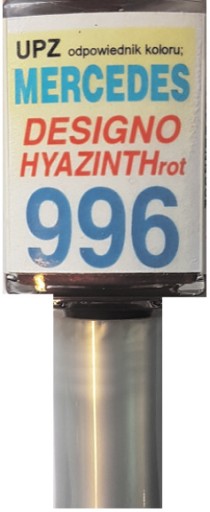 UPZ odpowiednik koloru;
MERCEDES
DESIGNO
HYAZINTHrot
996